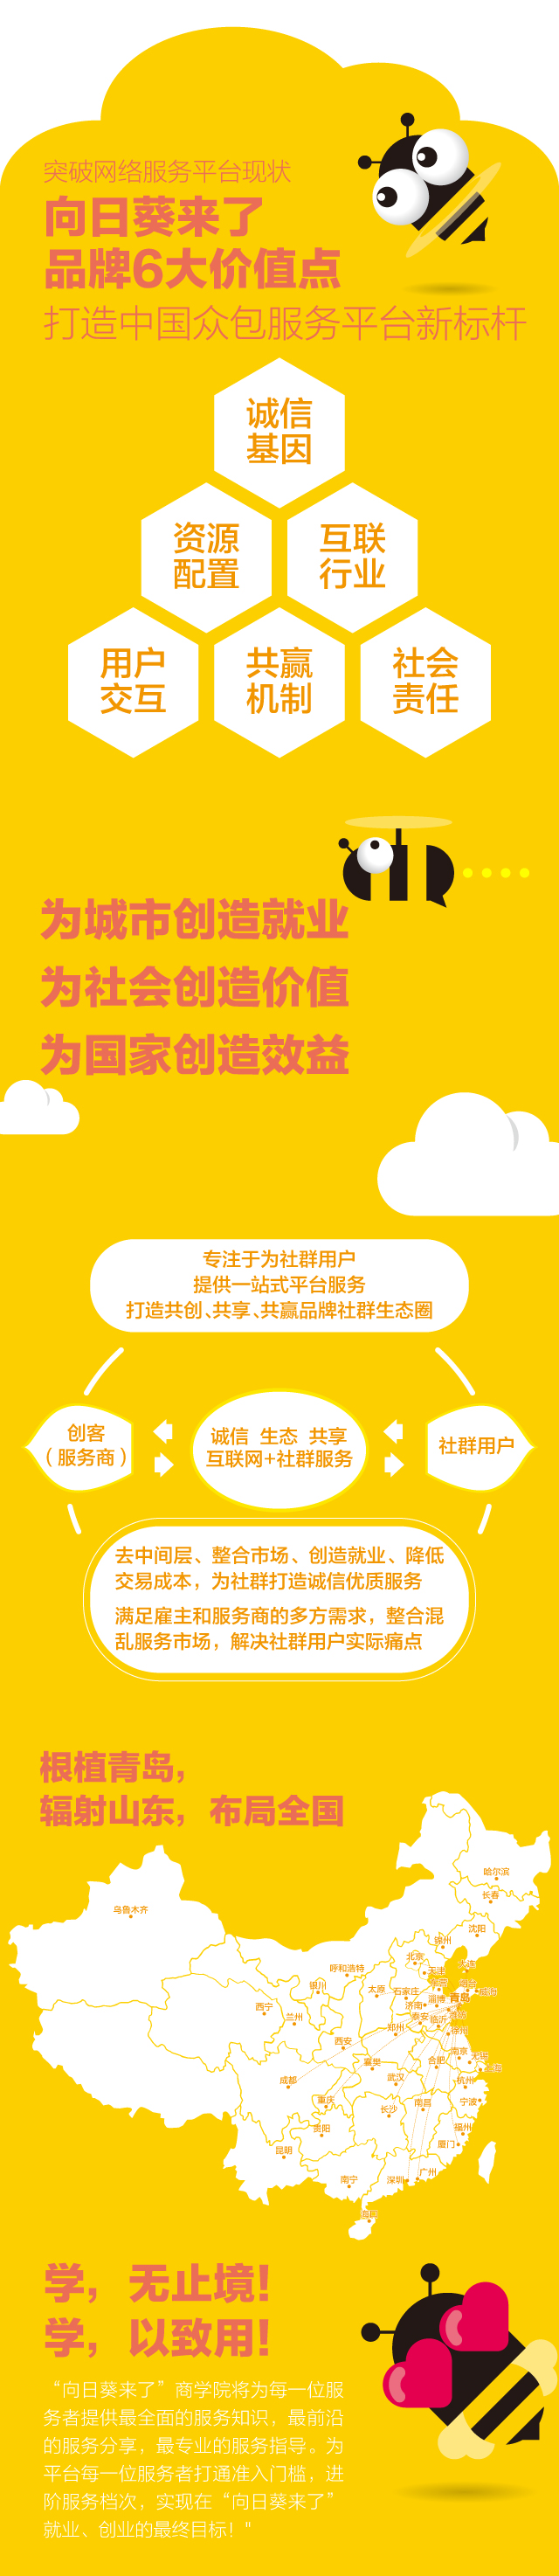 突破网络服务平台现状
向日葵来了
品牌6大价值点
打造中国众包服务平台新标杆
诚信
基因
资源
配置
互联
行业
用户
交互
共赢
机制
社会
责任
为城市创造就业
为社会创造价值
为国家创造效益
专注于为社群用户
提供一站式平台服务
打造共创、共享、共赢品牌社群生态圈
创客
（服务商）
诚信 生态 共享
互联网+社群服务
社群用户
去中间层、整合市场、创造就业、降低
交易成本，为社群打造诚信优质服务
满足雇主和服务商的多方需求，整合混
乱服务市场，解决社群用户实际痛点
根植青岛，
辐射山东，布局全国
哈尔滨
长春
乌鲁木齐
沈阳
锦州
北京
大连
呼和浩特
天津
银川
太原
石家庄
淄博
青岛
济南
西宁
兰州
泰安
临沂
郑州
徐州
西安
南京
无锡
襄樊
合肥
上海
成都
武汉
杭州
重庆
长沙
南昌
宁波
贵阳
福州
昆明
厦门
南宁
深圳
广州
海口
学，无止境！
学，以致用！
“向日葵来了”商学院将为每一位服
务者提供最全面的服务知识，最前沿
的服务分享，最专业的服务指导。为
平台每一位服务者打通准入门槛，进
阶服务档次，实现在“向日葵来了”
就业、创业的最终目标！"